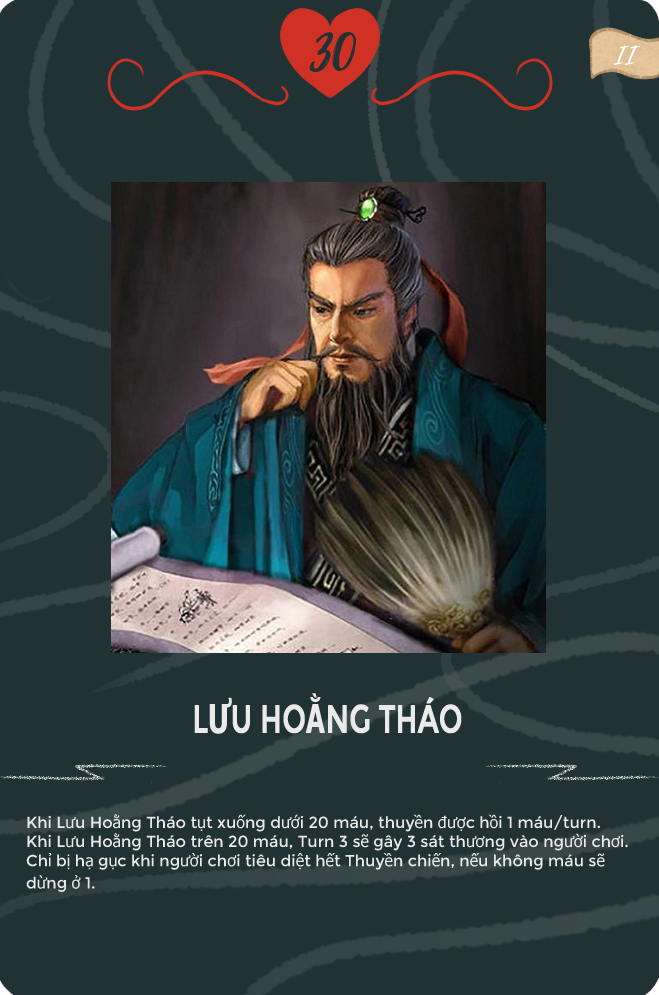 30
II
LƯU HOẰNG THÁO
Khi Lưu Hoằng Tháo tụt xuống dưới 20 máu, thuyền được hồi 1 máu/turn.
Khi Lưu Hoằng Tháo trên 20 máu, Turn 3 sẽ gây 3 sát thương vào người chơi.
Chỉ bị hạ gục khi người chơi tiêu diệt hết Thuyền chiến, nếu không máu sẽ
dừng ở 1.